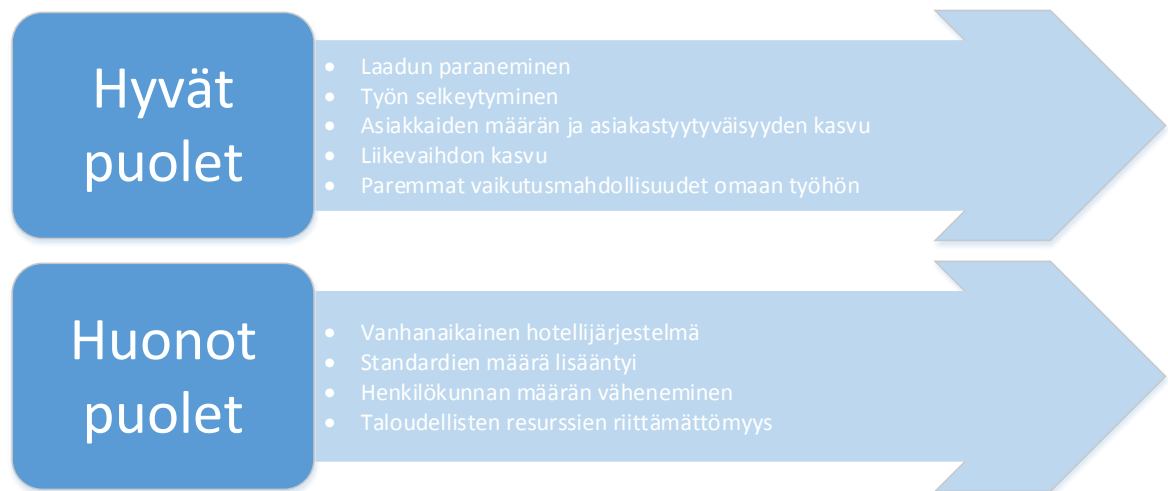 Hyvät
puolet
• Laadun paraneminen
• Työn selkeytyminen
• Asiakkaiden määrän ja asiakastyytyväisyyden kasvu
• Liikevaihdon kasvu
• Paremmat vaikutusmahdollisuudet omaan työhön
Huonot
puolet
• Vanhanaikainen hotellijärjestelmä
• Standardien määrä lisääntyi
• Henkilökunnan määrän väheneminen
• Taloudellisten resurssien riittämättömyys